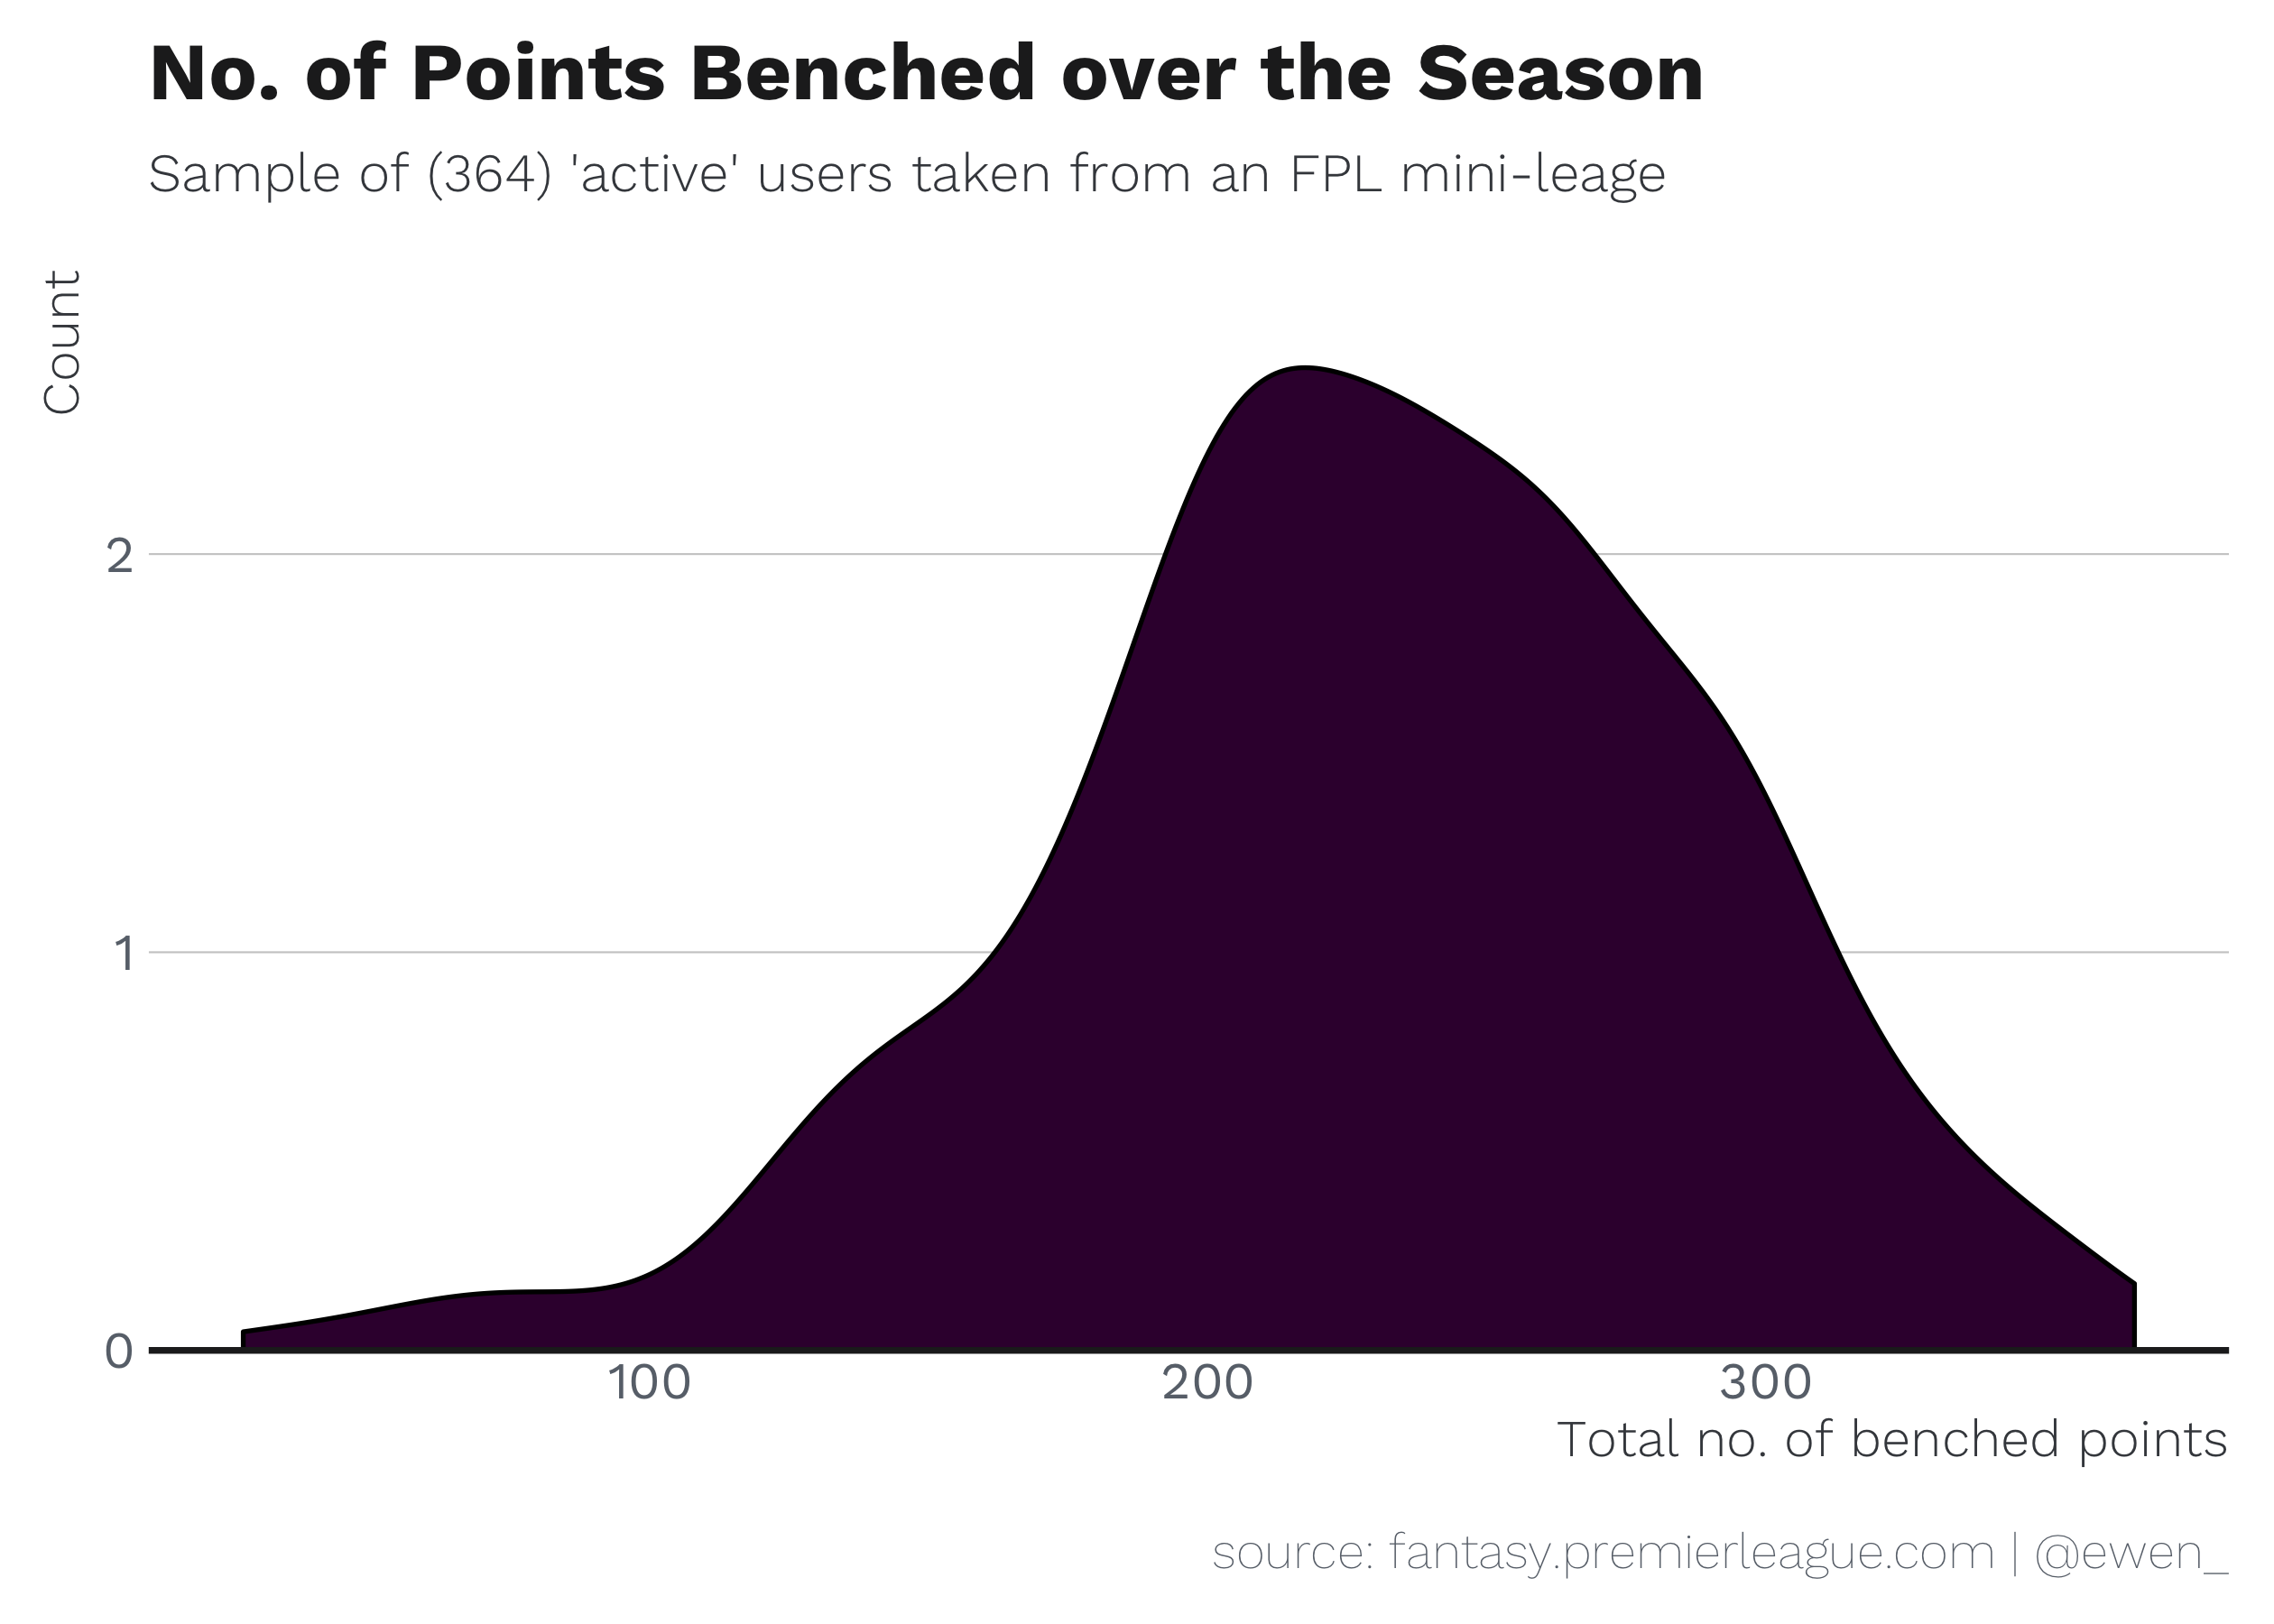 No. of Points Benched over the Season
Sample of (364) 'active' users taken from an FPL mini-leage
Count
2
1
0
100 200 300
Total no. of benched points
source: fantasy.premierleague.com | @ewen_